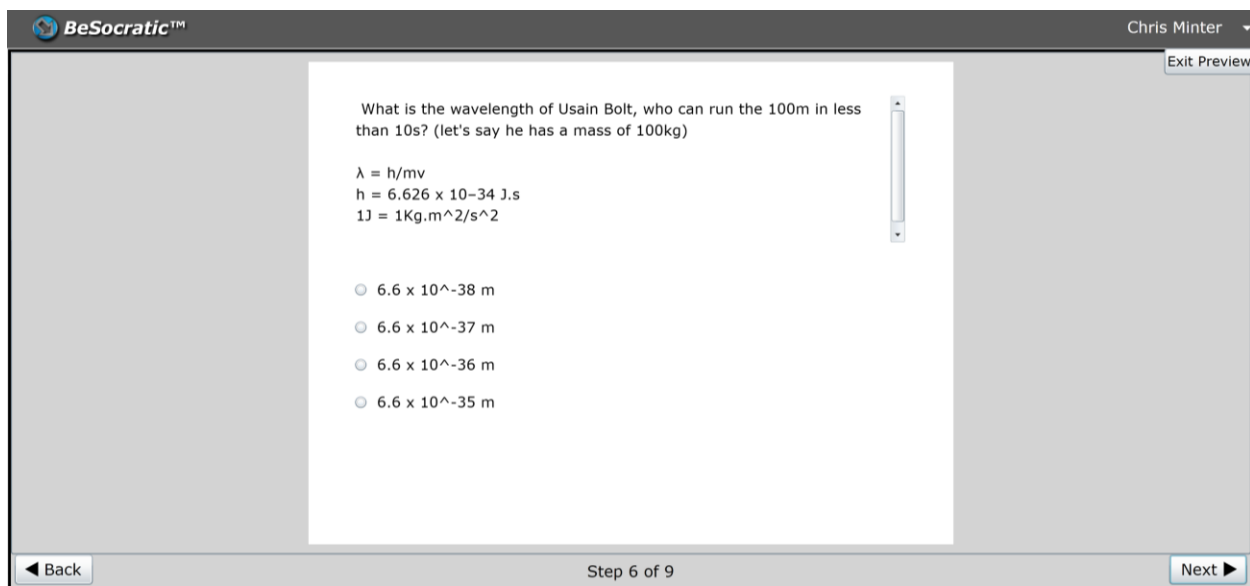 BeSocratic™
Chris Minter
Exit Preview
What is the wavelength of Usain Bolt, who can run the 100m in less
than 10s? (let's say he has a mass of 100kg)
λ = h/mv
h = 6.626 x 10–34 J.s
1J = 1Kg.m^2/s^2
6.6 x 10^-38 m
6.6 x 10^-37 m
6.6 x 10^-36 m
6.6 x 10^-35 m
Back
Step 6 of 9
Next